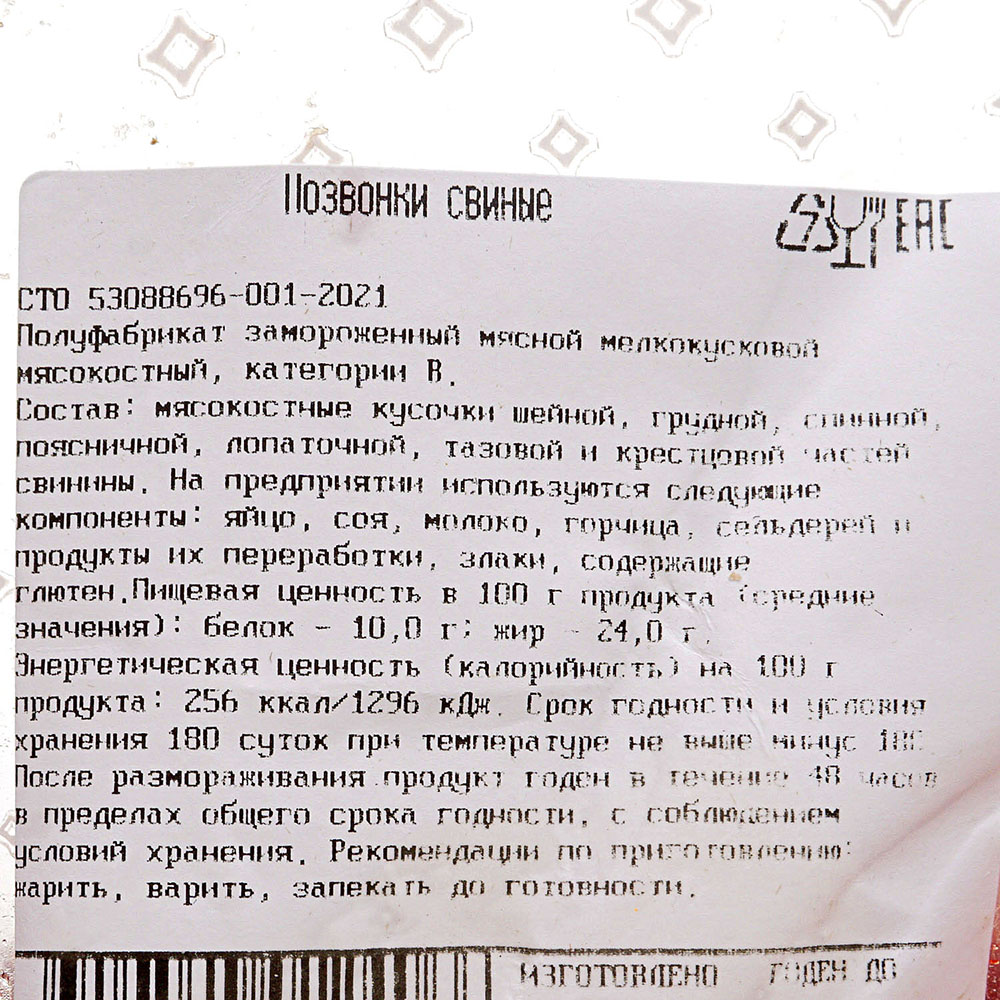 Позвонки свиные
7 EAC
СТО 53088696-001-2021
Полуфабрикат замороженный мясной мелкокусковой
мясокостный, категории В.
Состав: мясокостные кусочки шейной, грудной, спинной,
поясничной, лопаточной, тазовой и крестцовой частей
свинины. На предприятии используются следующие
компоненты: яйцо, соя, молоко, горчица, сельдерей и
продукты их переработки, злаки, содержащие
глютен.Пищевая ценность в 100 г продукта (средние
значения): белок - 10,0 г; жир - 24,0 г.
Энергетическая ценность (калорийность) на 100 г
продукта: 256 ккал/1296 кДж. Срок годности и условия
хранения 180 суток при температуре не выше минус 18С.
После размораживания продукт годен в течение 48 часов
в пределах общего срока годности, с соблюдением
условий хранения. Рекомендации по приготовлению:
жарить, варить, запекать до готовности.
ИЗГОТОВЛЕНО ГОДЕН ДО